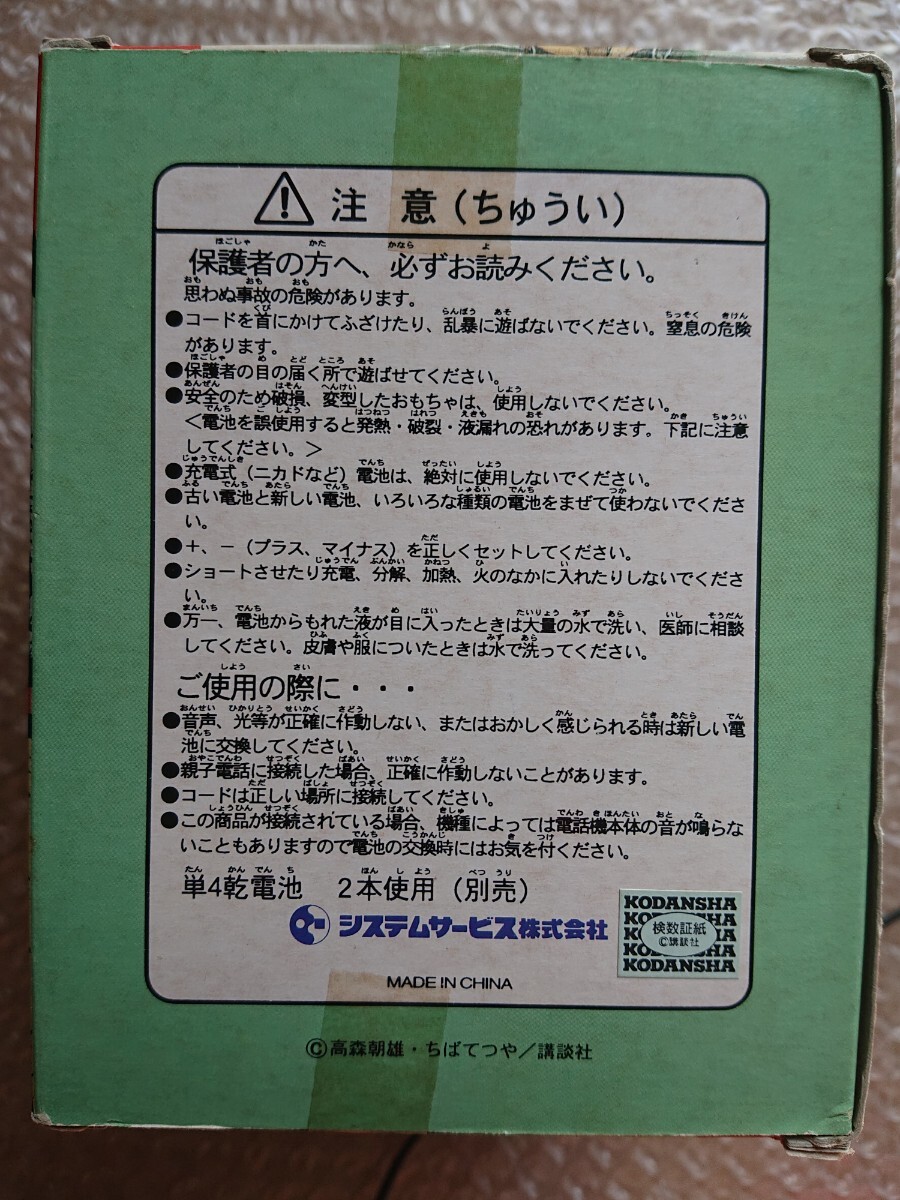 注意(ちゅうい)
保護者の方へ、必ずお読みください。
思わぬ事故の危険があります。
●コードを首にかけてふざけたり、乱暴に遊ばないでください。窒息の危険
があります。
●保護者の目の届く所で遊ばせてください。
●安全のため破損、変型したおもちゃは、使用しないでください。
<電池を誤使用すると発熱・破裂・液漏れの恐れがあります。下記に注意
してください。>
●充電式(ニカドなど)電池は、絶対に使用しないでください。
●古い電池と新しい電池、いろいろな種類の電池をまぜて使わないでくださ
い。
●+、-(プラス、マイナス)を正しくセットしてください。
●ショートさせたり充電、分解、加熱、火のなかに入れたりしないでくださ
い。
●万一、電池からもれた液が目に入ったときは大量の水で洗い、医師に相談
してください。皮膚や服についたときは水で洗ってください。
ご使用の際に・・・
●音声、光等が正確に作動しない、またはおかしく感じられる時は新しい電
池に交換してください。
●親子電話に接続した場合、正確に作動しないことがあります。
●コードは正しい場所に接続してください。
●この商品が接続されている場合、機種によっては電話機本体の音が鳴らな
いこともありますので電池の交換時にはお気を付ください。
単4乾電池 2本使用(別売)
システムサービス株式会社
KODANSHA
検数証紙
©講談社
KODANSHA
MADE IN CHINA
©高森朝雄・ちばてつや/講談社